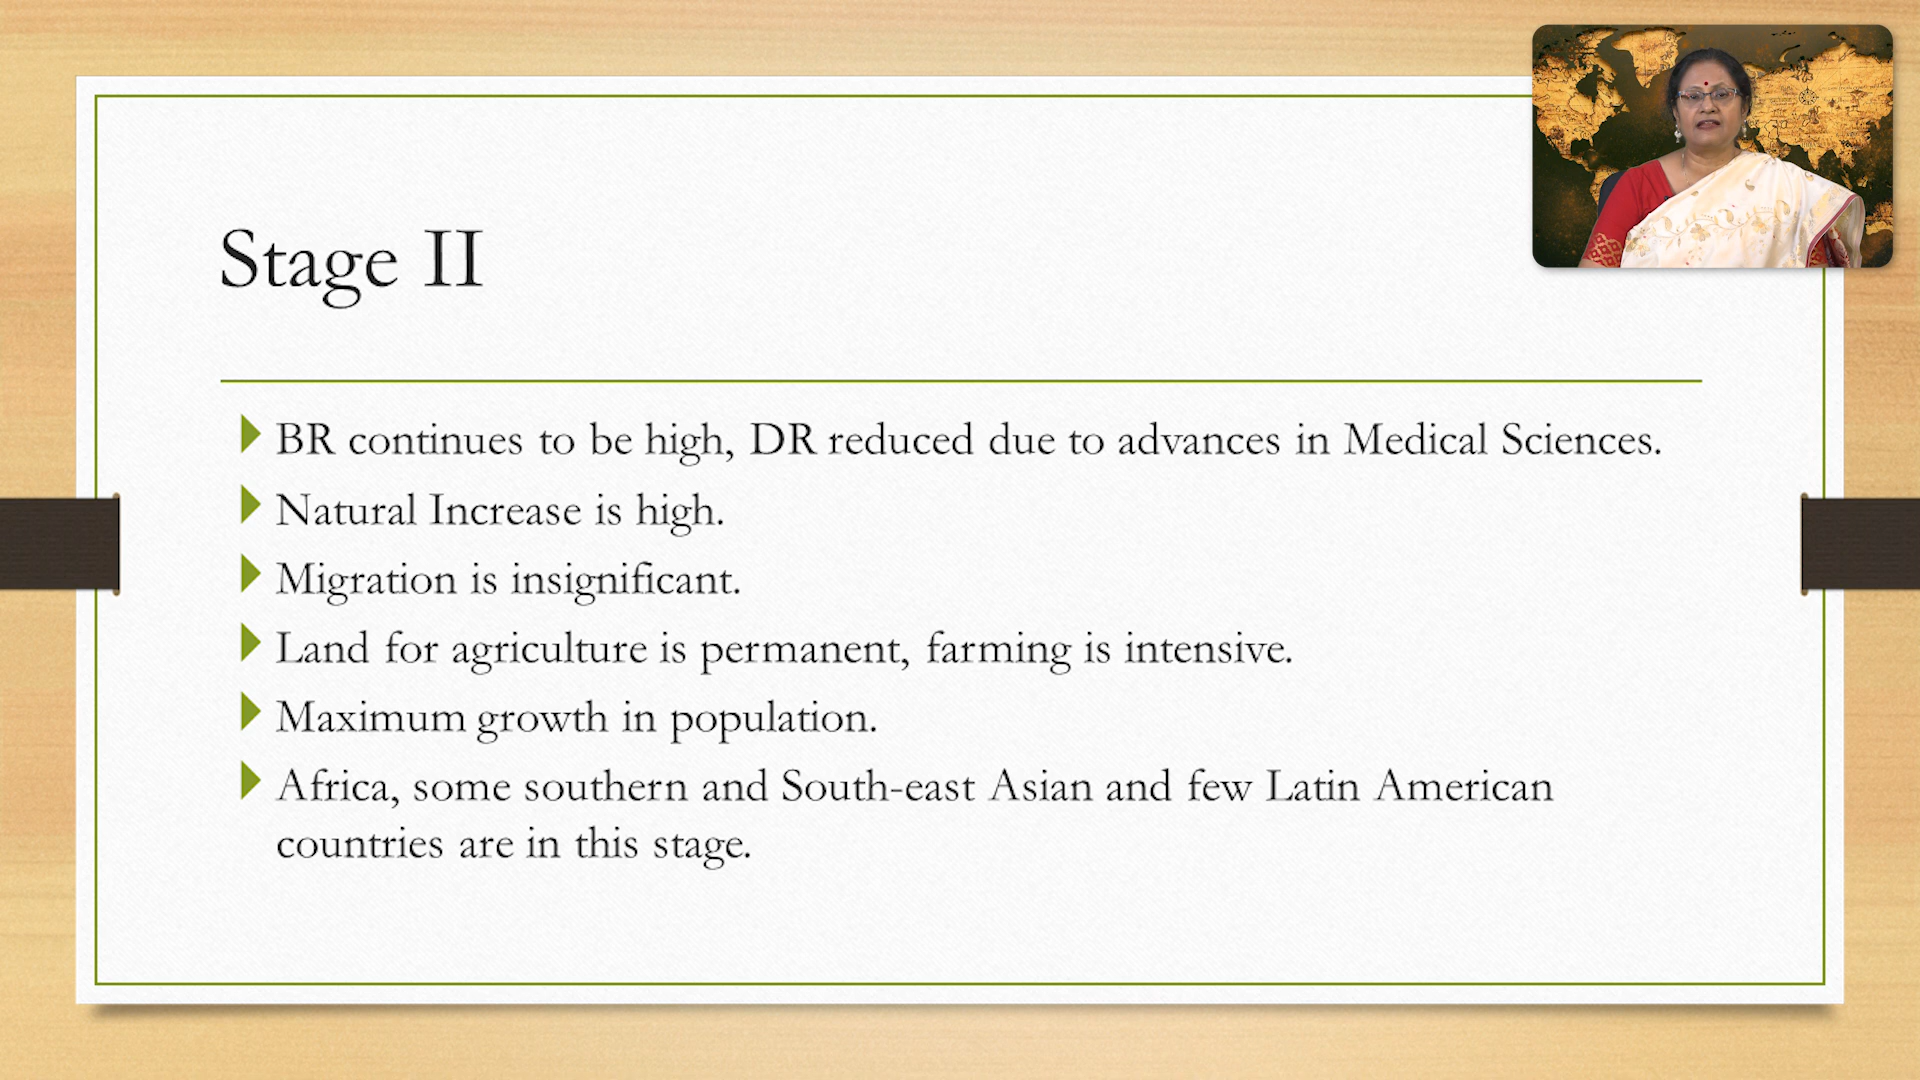 Stage II
BR continues to be high, DR reduced due to advances in Medical Sciences.
Natural Increase is high.
Migration is insignificant.
Land for agriculture is permanent, farming is intensive.
Maximum growth in population.
Africa, some southern and South-east Asian and few Latin American
countries are in this stage.